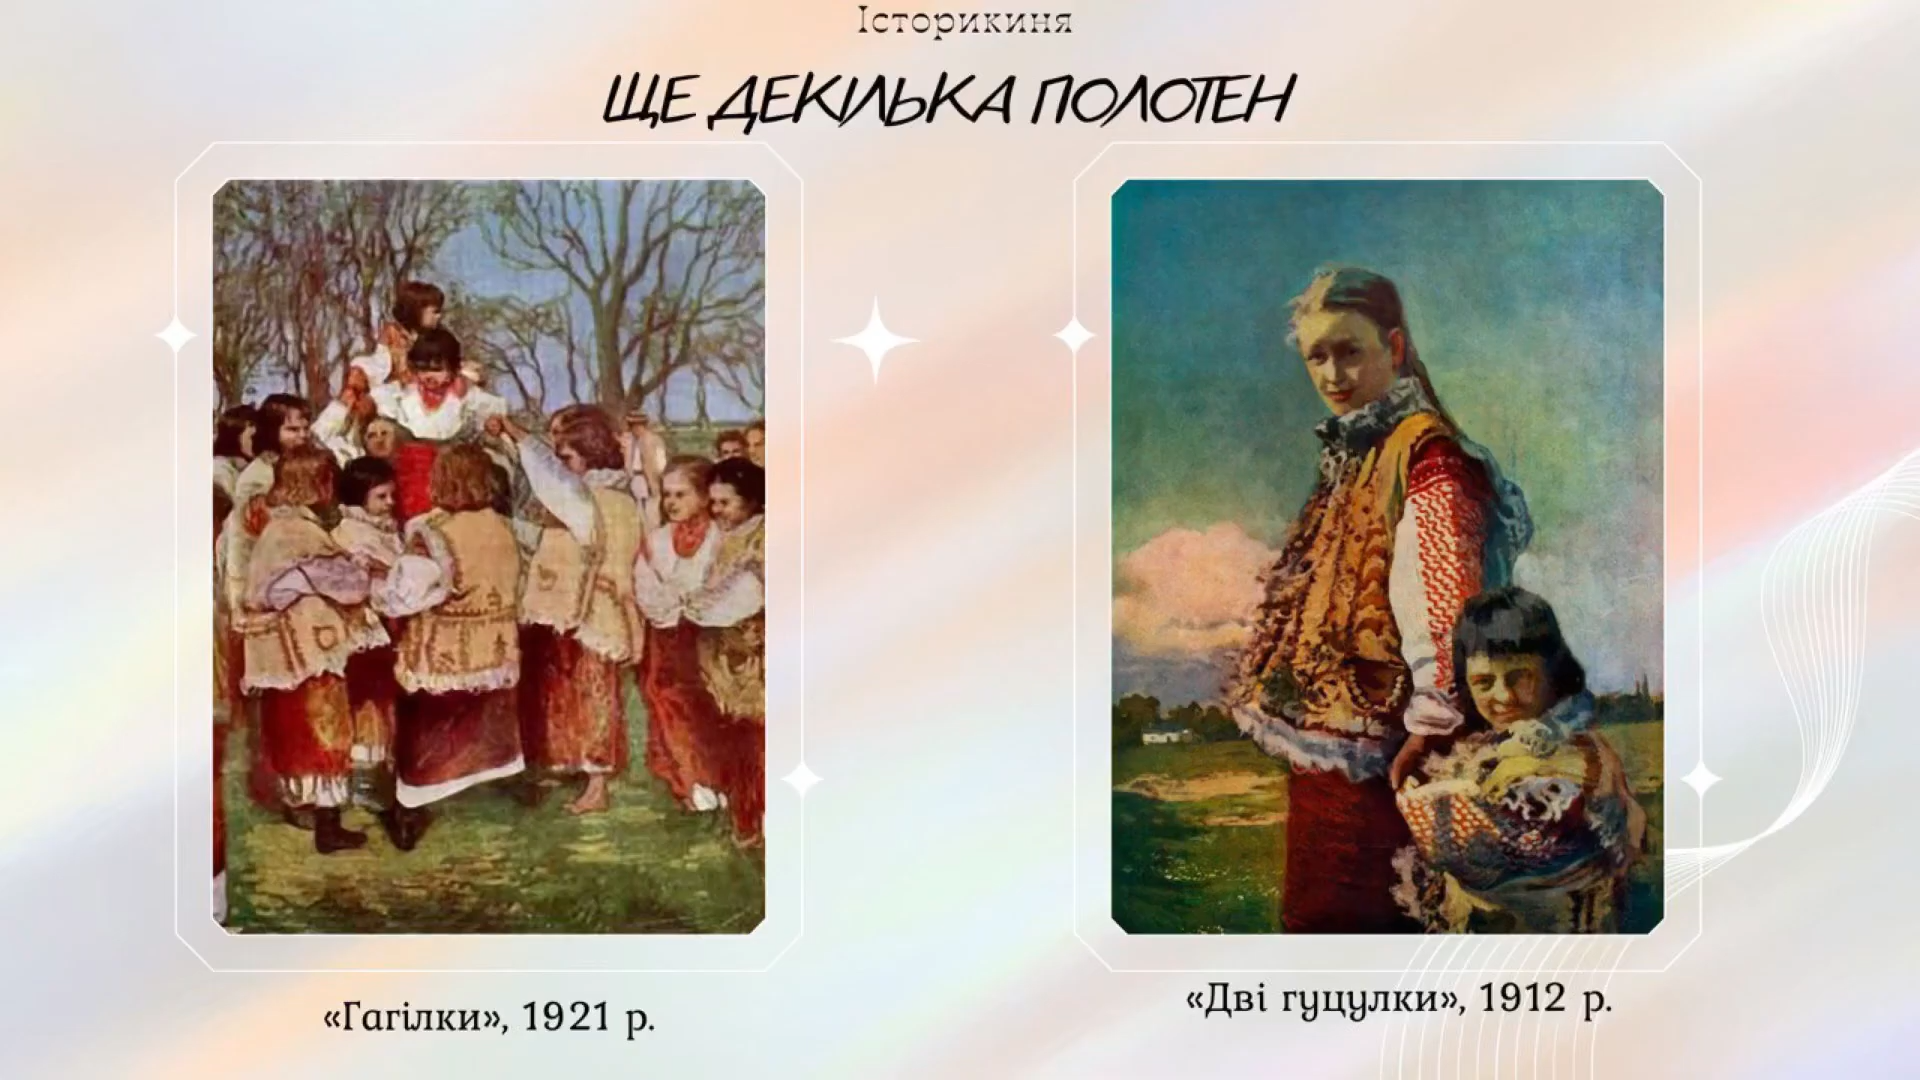 Історикиня
ЩЕ ДЕКІЛЬКА ПОЛОТЕН
«Гагілки», 1921 р.
«Дві гуцулки», 1912 р.